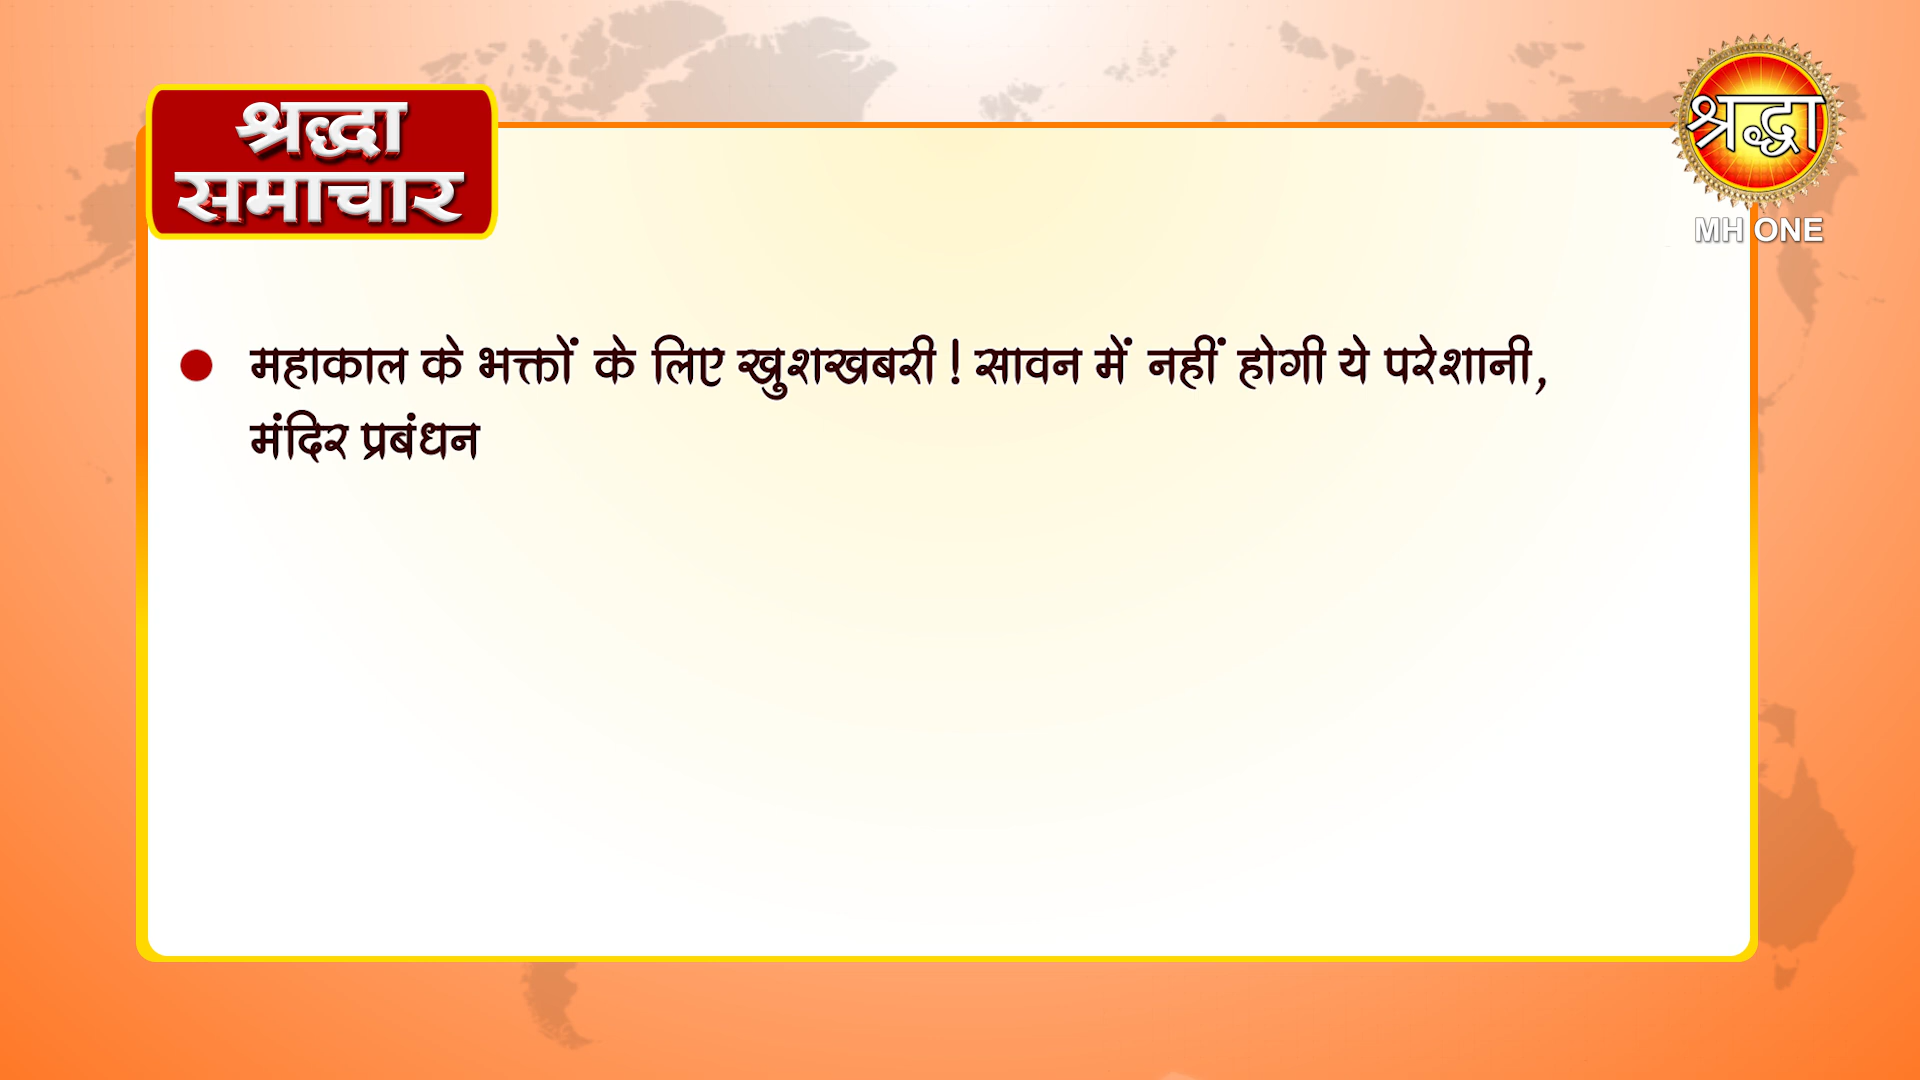 श्रद्धा
समाचार
श्रद्धा
MH ONE
महाकाल के भक्तों के लिए खुशखबरी ! सावन में नहीं होगी ये परेशानी,
मंदिर प्रबंधन